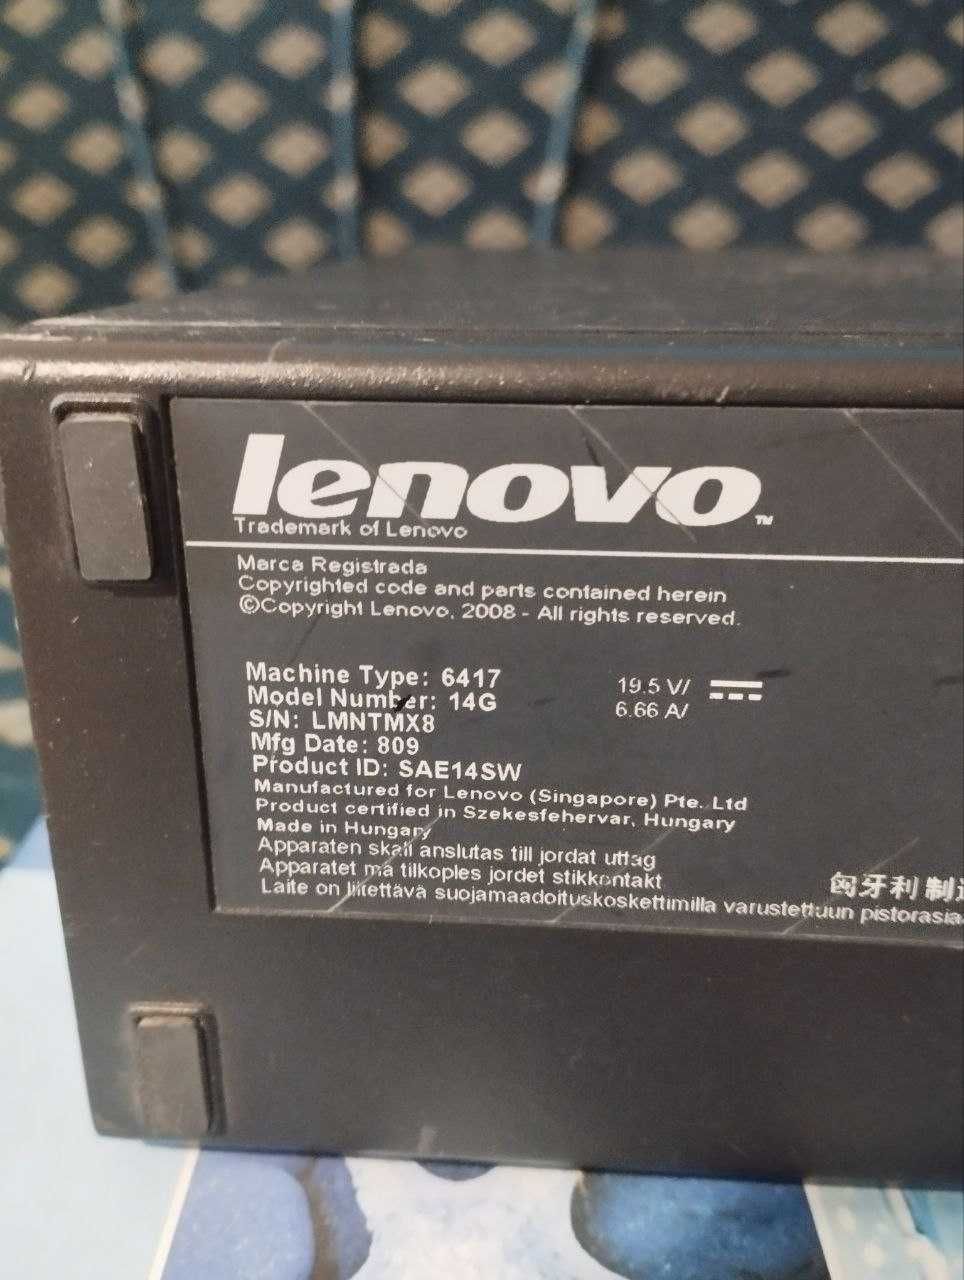 lenovo™
Trademark of Lenovo
Marca Registrada
Copyrighted code and parts contained herein
©Copyright Lenovo, 2008 - All rights reserved.
Machine Type: 6417
Model Number: 14G
S/N: LMNTMX8
Mfg Date: 809
Product ID: SAE14SW
19.5 V/
6.66 A/
Manufactured for Lenovo (Singapore) Pte. Ltd
Product certified in Szekesfehervar, Hungary
Made in Hungary
Apparaten skall anslutas till jordat uttag
Apparatet må tilkoples jordet stikkontakt
Laite on liitettävä suojamaadoituskoskettimilla varustettuun pistorasia
匈牙利制